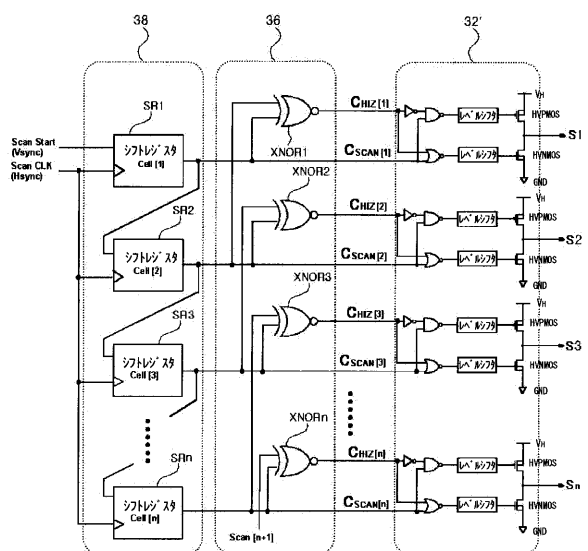 38
36
32'
SR1
Scan Start
(Vsync)
Scan CLK
(Hsync)
シフトレジスタ
Cell [1]
XNOR1
CHIZ [1]
CSCAN [1]
レベルシフタ
レベルシフタ
VH
HVPMOS
S1
HVNMOS
GND
SR2
シフトレジスタ
Cell [2]
XNOR2
CHIZ [2]
CSCAN [2]
レベルシフタ
レベルシフタ
VH
HVPMOS
S2
HVNMOS
GND
SR3
シフトレジスタ
Cell [3]
XNOR3
CHIZ [3]
CSCAN [3]
レベルシフタ
レベルシフタ
VH
HVPMOS
S3
HVNMOS
GND
SRn
シフトレジスタ
Cell [n]
XNORn
Scan [n+1]
CHIZ [n]
CSCAN[n]
レベルシフタ
レベルシフタ
VH
HVPMOS
Sn
HVNMOS
GND